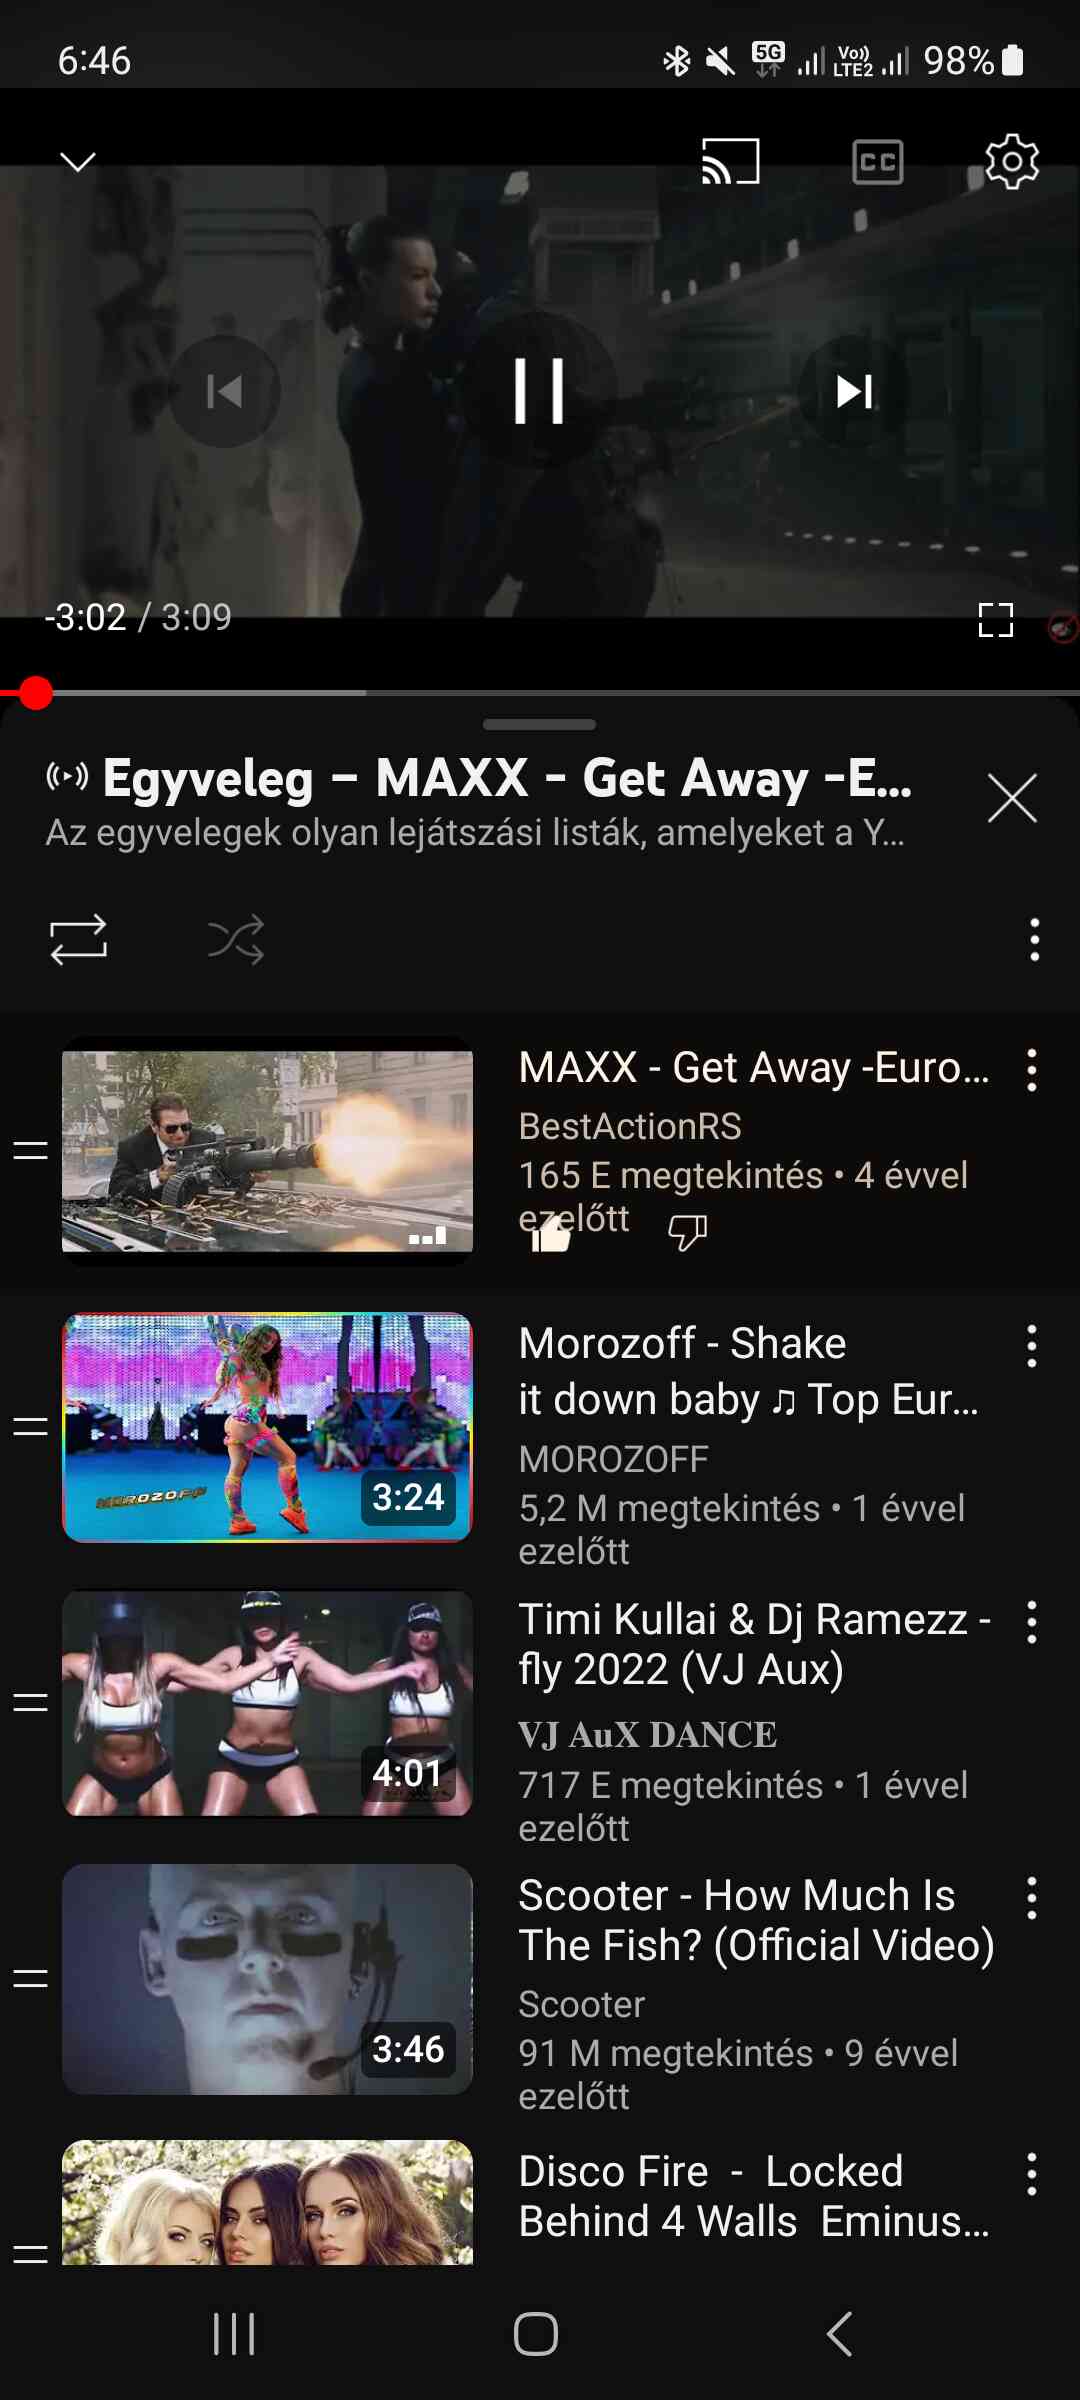 6:46
5G
Vo))
LTE2
98%
CC
-3:02 / 3:09
Egyveleg – MAXX - Get Away -E...
Az egyvelegek olyan lejátszási listák, amelyeket a Y...
MAXX - Get Away -Euro...
BestActionRS
165 E megtekintés • 4 évvel
ezelőtt
Morozoff - Shake
it down baby ♫ Top Eur...
MOROZOFF
5,2 M megtekintés • 1 évvel
ezelőtt
MOROZOFF
3:24
Timi Kullai & Dj Ramezz -
fly 2022 (VJ Aux)
VJ AuX DANCE
717 E megtekintés • 1 évvel
ezelőtt
4:01
Scooter - How Much Is
The Fish? (Official Video)
Scooter
91 M megtekintés • 9 évvel
ezelőtt
3:46
Disco Fire - Locked
Behind 4 Walls Eminus...